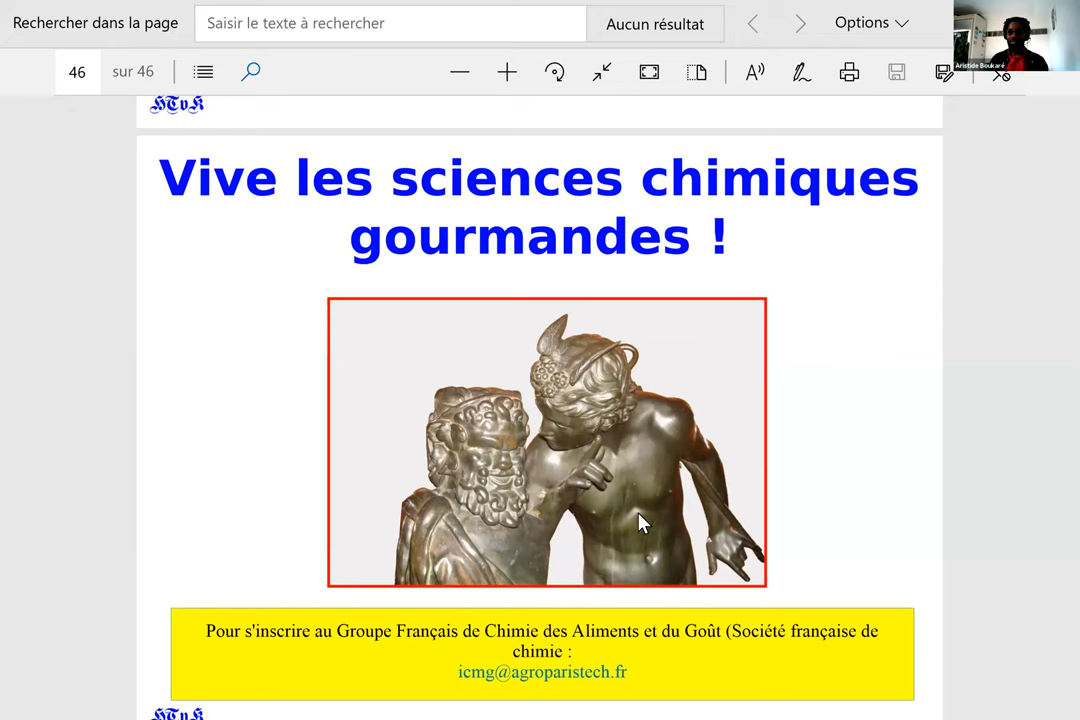 Rechercher dans la page
Saisir le texte à rechercher
Aucun résultat
Options
Aristide Boukaré
46
sur 46
HTvK
Vive les sciences chimiques
gourmandes !
Pour s'inscrire au Groupe Français de Chimie des Aliments et du Goût (Société française de
chimie :
icmg@agroparistech.fr
HTvK